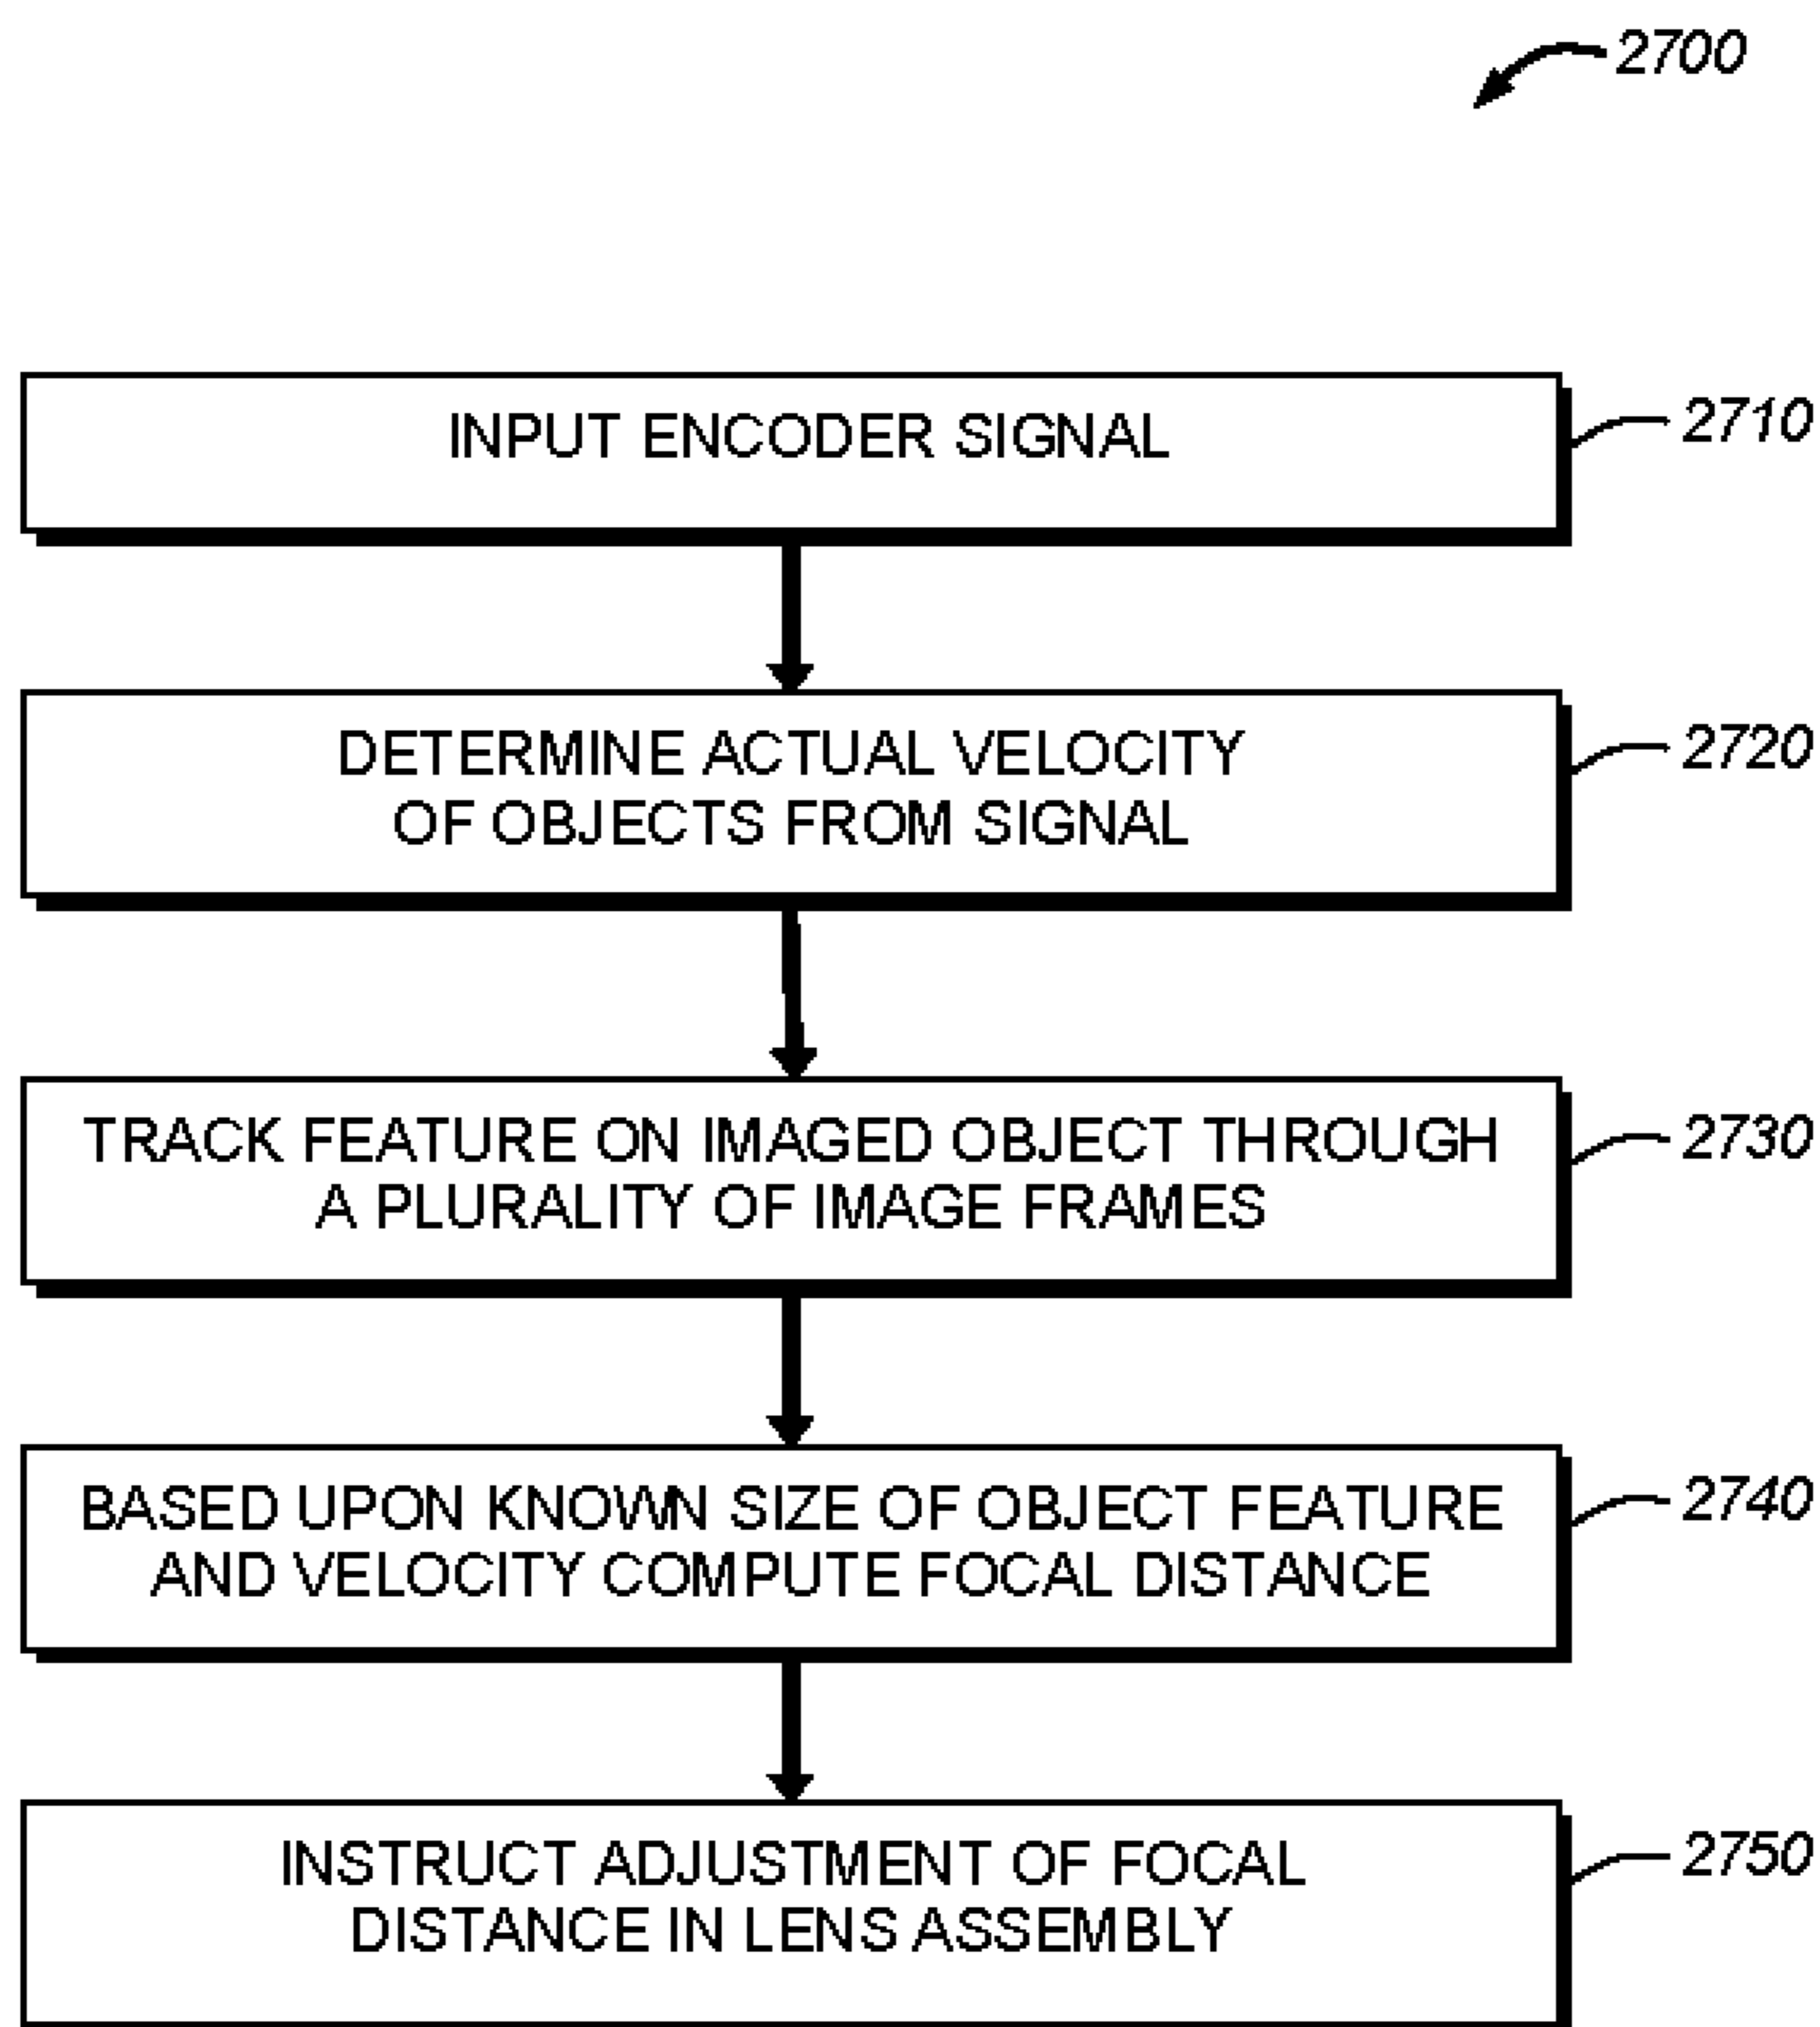 2700
INPUT ENCODER SIGNAL
2710
DETERMINE ACTUAL VELOCITY
OF OBJECTS FROM SIGNAL
2720
TRACK FEATURE ON IMAGED OBJECT THROUGH
A PLURALITY OF IMAGE FRAMES
2730
BASED UPON KNOWN SIZE OF OBJECT FEATURE
AND VELOCITY COMPUTE FOCAL DISTANCE
2740
INSTRUCT ADJUSTMENT OF FOCAL
DISTANCE IN LENS ASSEMBLY
2750